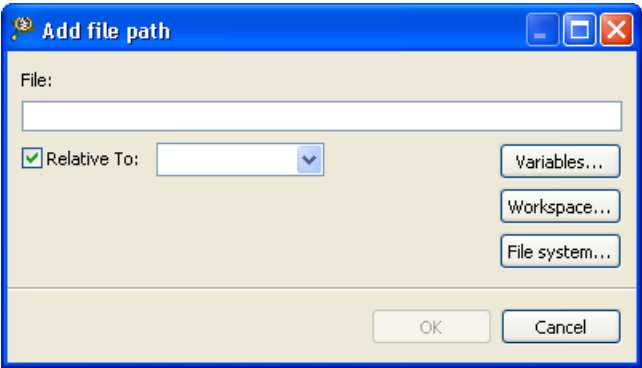 Add file path
File:
Relative To:
Variables...
Workspace...
File system...
OK
Cancel